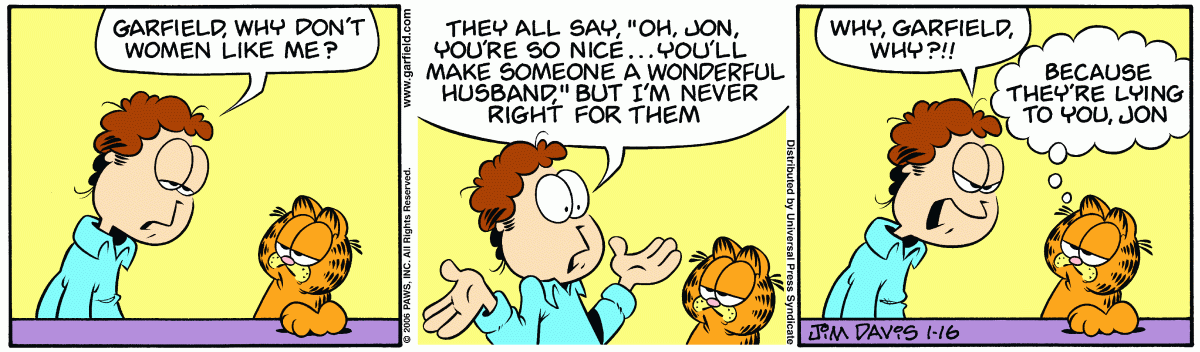 GARFIELD, WHY DON'T
WOMEN LIKE ME?
www.garfield.com
© 2006 PAWS, INC. All Rights Reserved.
THEY ALL SAY, "OH, JON,
YOU'RE SO NICE...YOU'LL
MAKE SOMEONE A WONDERFUL
HUSBAND," BUT I'M NEVER
RIGHT FOR THEM
Distributed by Universal Press Syndicate
WHY, GARFIELD,
WHY?!!
BECAUSE
THEY'RE LYING
TO YOU, JON
JiM DAViS 1-16